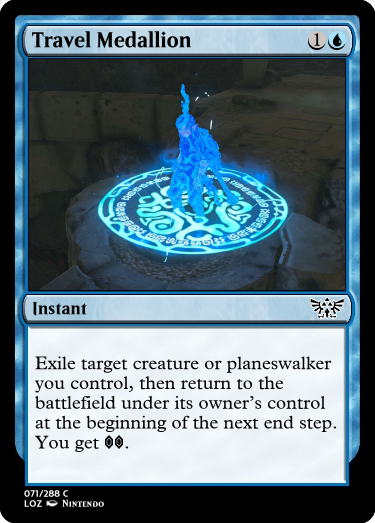 Travel Medallion 1
Instant
Exile target creature or planeswalker
you control, then return to the
battlefield under its owner's control
at the beginning of the next end step.
You get .
071/288 C
LOZ Nintendo